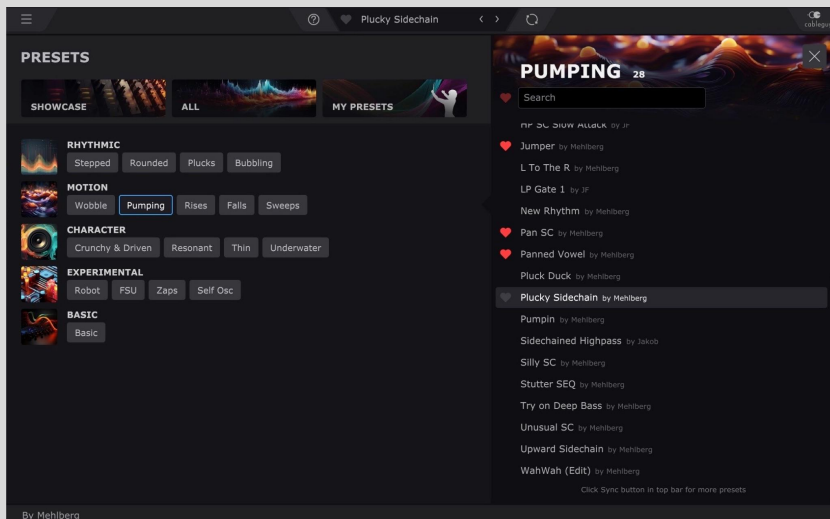 Plucky Sidechain
cableguys
PRESETS
SHOWCASE
ALL
MY PRESETS
RHYTHMIC
Stepped
Rounded
Plucks
Bubbling
MOTION
Wobble
Pumping
Rises
Falls
Sweeps
CHARACTER
Crunchy & Driven
Resonant
Thin
Underwater
EXPERIMENTAL
Robot
FSU
Zaps
Self Osc
BASIC
Basic
By Mehlberg
PUMPING 28
Search
HP SC Slow Attack by JF
Jumper by Mehlberg
L To The R by Mehlberg
LP Gate 1 by JF
New Rhythm by Mehlberg
Pan SC by Mehlberg
Panned Vowel by Mehlberg
Pluck Duck by Mehlberg
Plucky Sidechain by Mehlberg
Pumpin by Mehlberg
Sidechained Highpass by Jakob
Silly SC by Mehlberg
Stutter SEQ by Mehlberg
Try on Deep Bass by Mehlberg
Unusual SC by Mehlberg
Upward Sidechain by Mehlberg
WahWah (Edit) by Mehlberg
Click Sync button in top bar for more presets